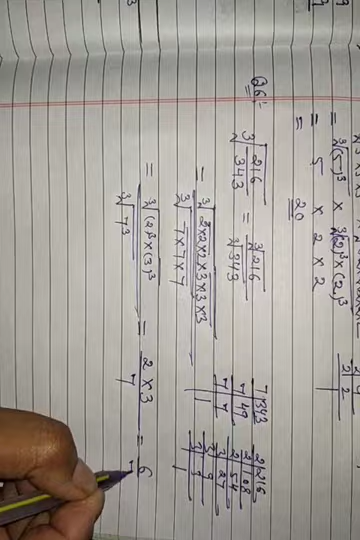 = ∛(5)³ × ∛(2)³×(2)³
= 5 × 2 × 2
= 20
Q6:- ∛216/343 = ∛216/∛343
= ∛2×2×2×3×3×3
∛7×7×7
= ∛(2)³×(3)³ = 2×3 = 6
∛7³ 7 7
7|343
7|49
7|7
1
2|216
2|108
2|54
3|27
3|9
3|3
1